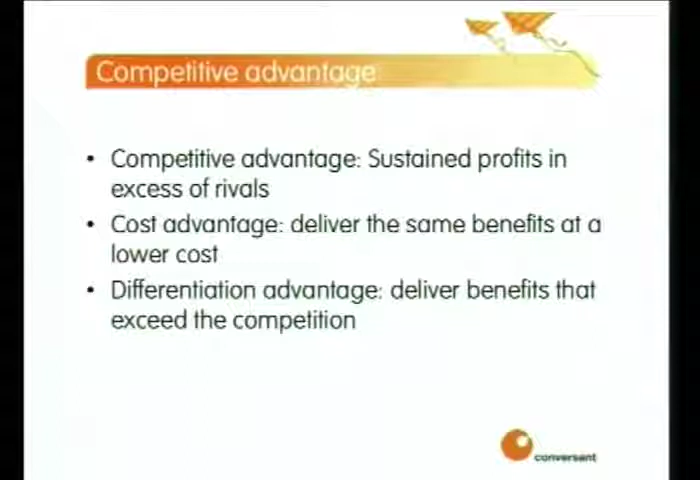 Competitive advantage
• Competitive advantage: Sustained profits in
excess of rivals
• Cost advantage: deliver the same benefits at a
lower cost
• Differentiation advantage: deliver benefits that
exceed the competition
conversant